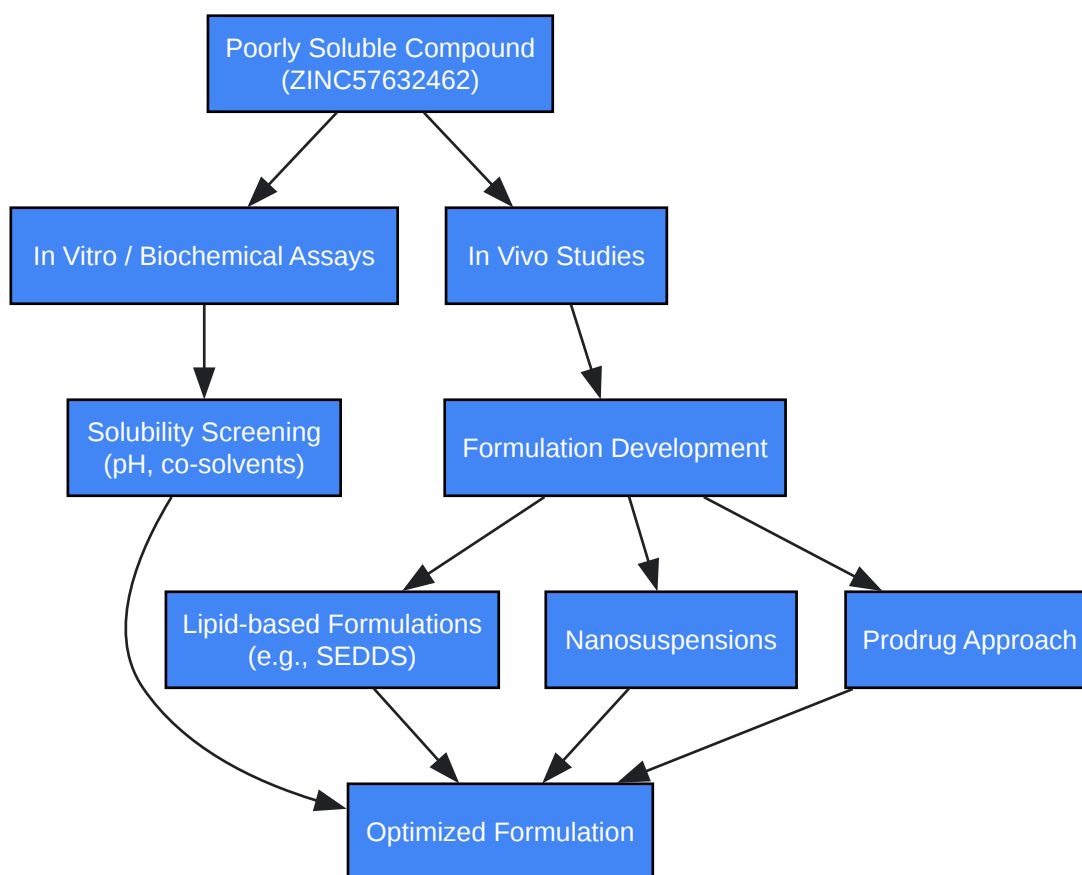 Poorly Soluble Compound
(ZINC57632462)
In Vitro / Biochemical Assays
In Vivo Studies
Solubility Screening
(pH, co-solvents)
Formulation Development
Lipid-based Formulations
(e.g., SEDDS)
Nanosuspensions
Prodrug Approach
Optimized Formulation